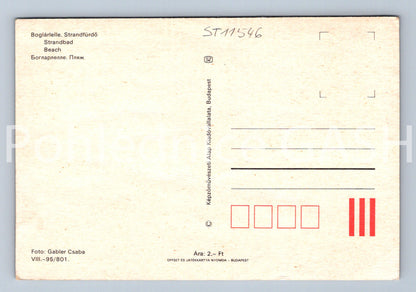 Boglárlelle, Strandfürdő
Strandbad
Beach
Богларлелле. Пляж.
ST11546
Képzőművészeti Alap Kiadóvállalata, Budapest
©
Foto: Gabler Csaba
VIII.-95/801.
Ára: 2,– Ft
OFFSET ÉS JÁTÉKKÁRTYA NYOMDA – BUDAPEST